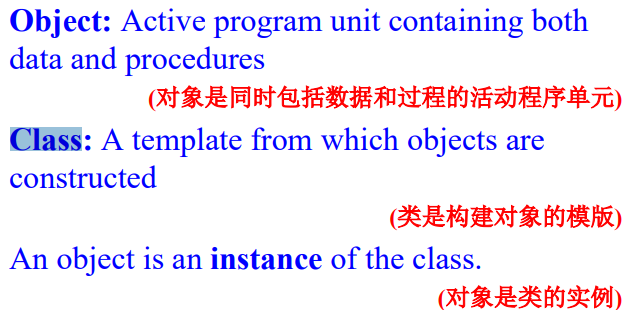 Object: Active program unit containing both
data and procedures
(对象是同时包括数据和过程的活动程序单元)
Class: A template from which objects are
constructed
(类是构建对象的模版)
An object is an instance of the class.
(对象是类的实例)